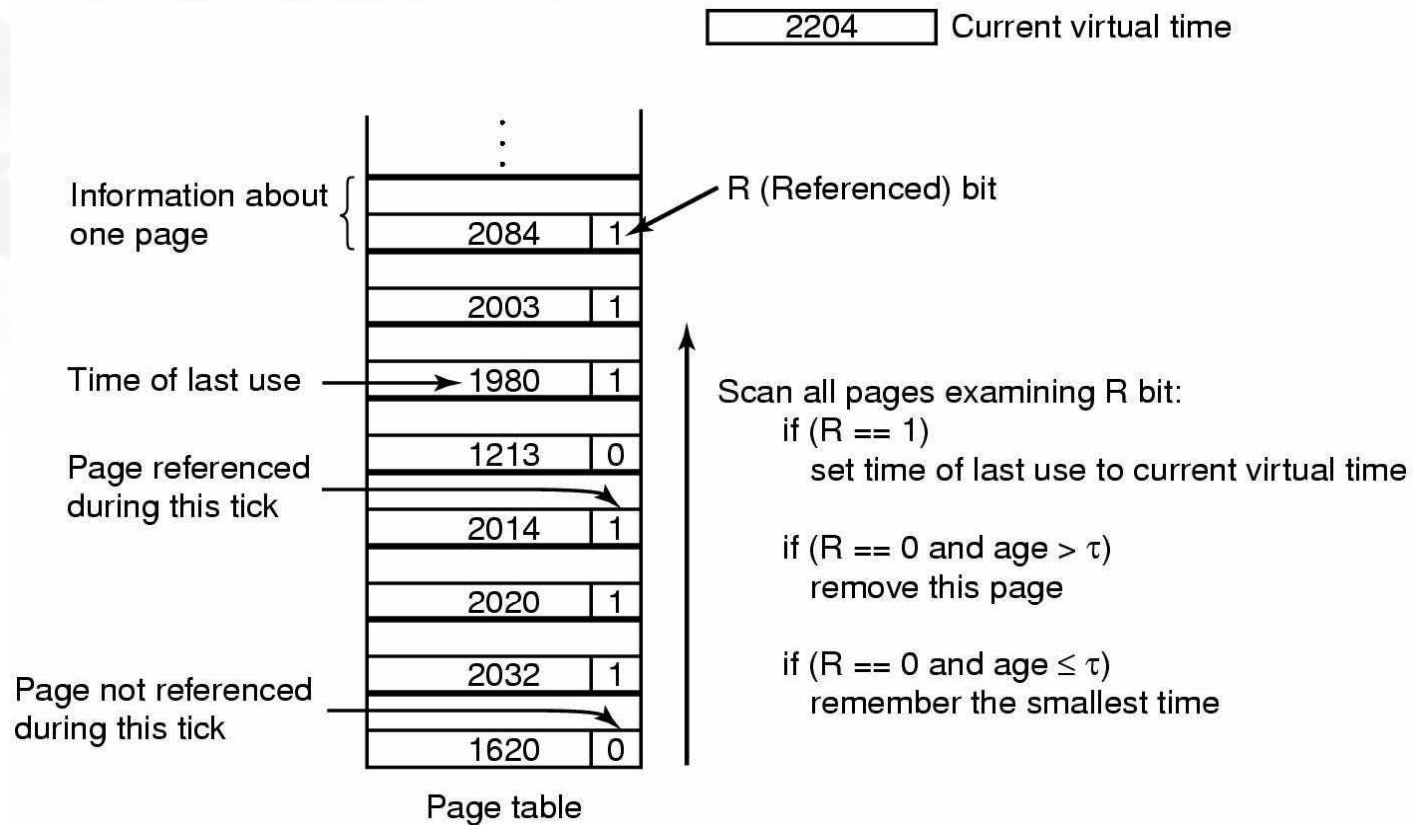 2204 Current virtual time
Information about
one page
R (Referenced) bit
2084 1
2003 1
Time of last use
1980 1
1213 0
Page referenced
during this tick
2014 1
2020 1
2032 1
Page not referenced
during this tick
1620 0
Page table
Scan all pages examining R bit:
if (R == 1)
set time of last use to current virtual time
if (R == 0 and age > τ)
remove this page
if (R == 0 and age ≤ τ)
remember the smallest time